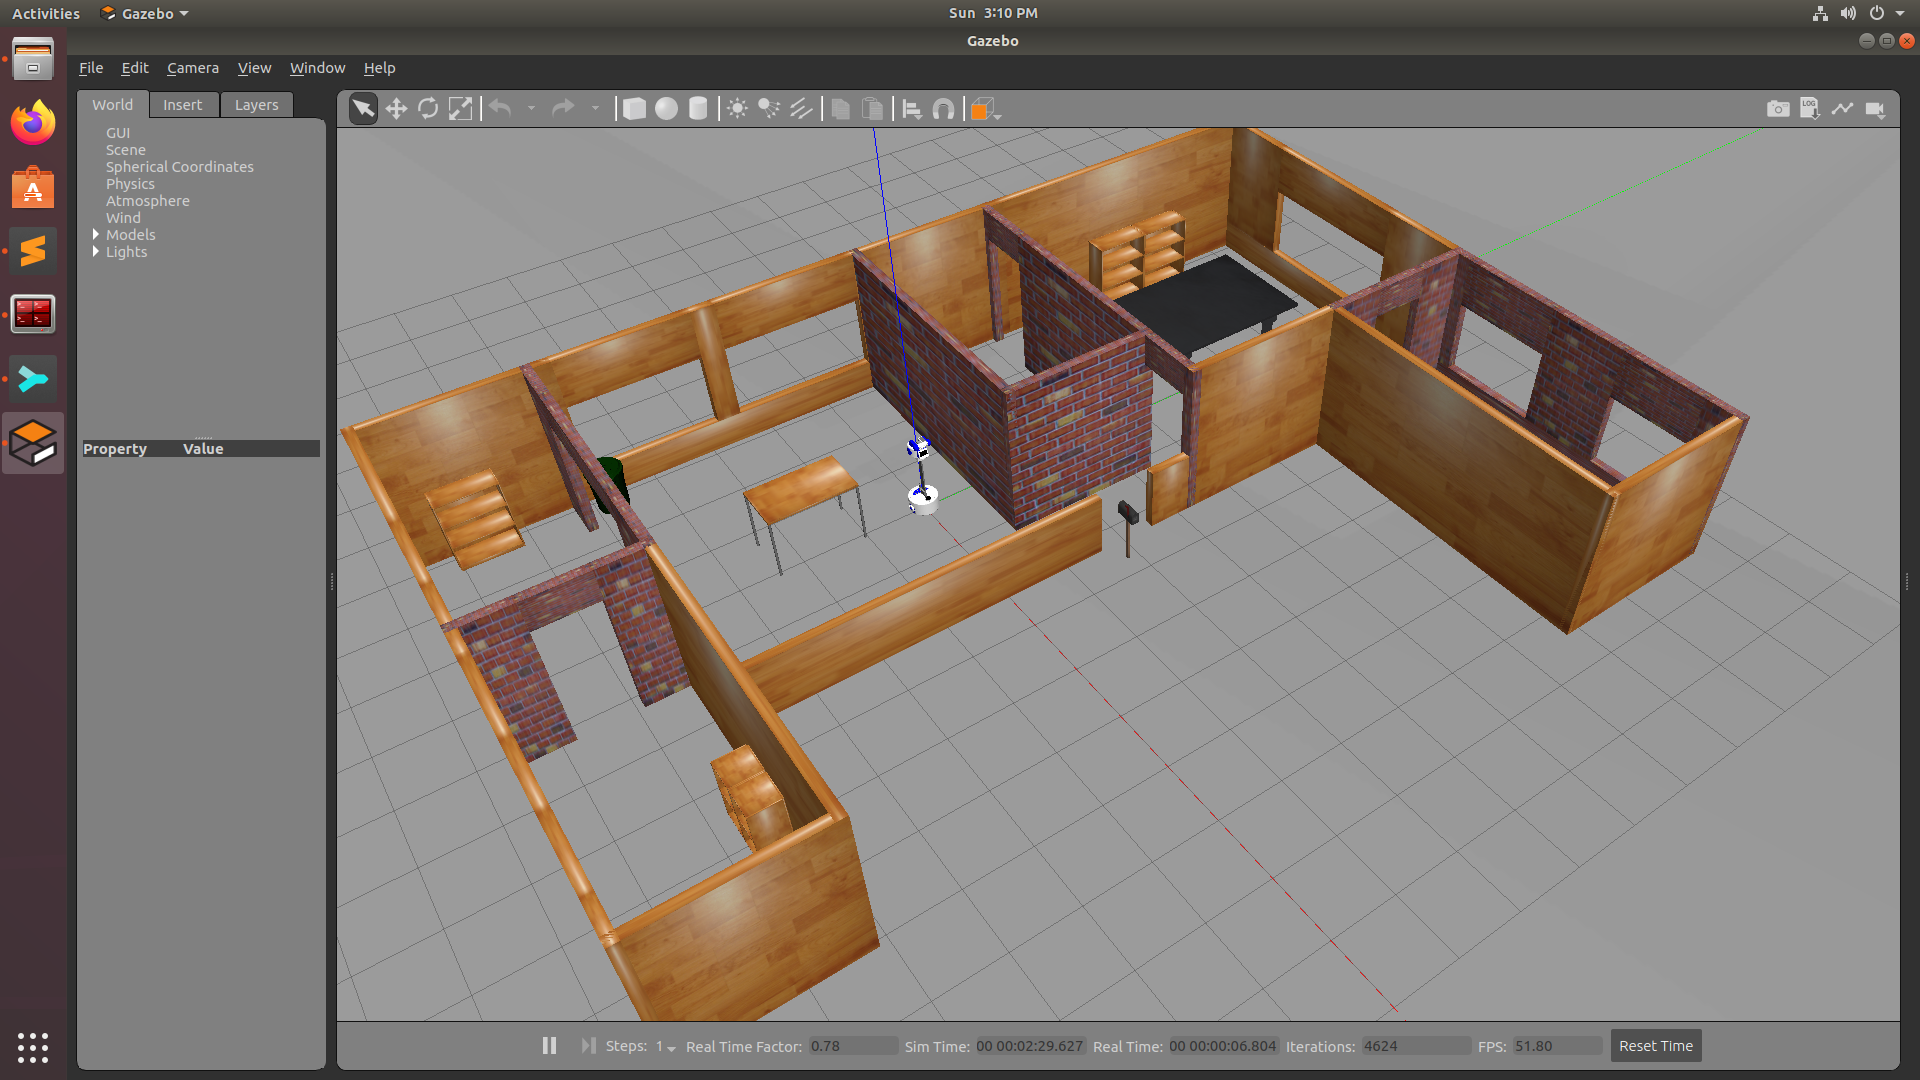 Activities Gazebo Sun 3:10 PM
Gazebo
File Edit Camera View Window Help
World Insert Layers
LOG
GUI
Scene
Spherical Coordinates
Physics
Atmosphere
Wind
Models
Lights
Property Value
Steps: 1 Real Time Factor: 0.78 Sim Time: 00 00:02:29.627 Real Time: 00 00:00:06.804 Iterations: 4624 FPS: 51.80 Reset Time